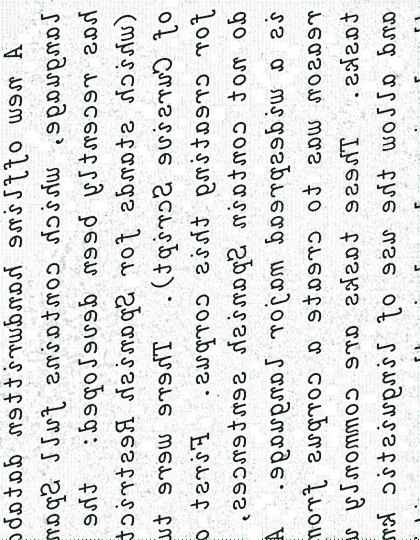 A new offline handwritten databa
language, which contains full Span
has recently been developed: the
(which stands for Spanish Restrict
of Cursive Script). There were tw
for creating this corpus. First o
do not contain Spanish sentences,
is a widespread major language. A
reason was to create a corpus from
tasks. These tasks are commonly u
and allow the use of linguistic kn